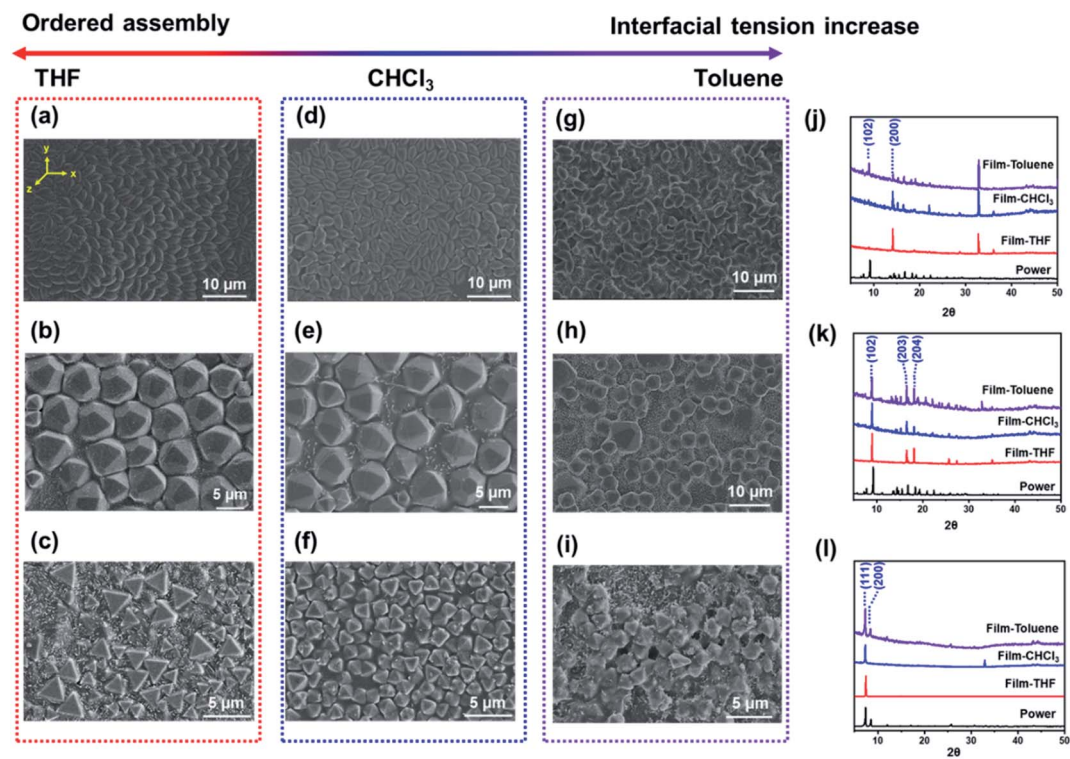 Ordered assembly
Interfacial tension increase
THF
CHCl₃
Toluene
(a)
y
x
z
10 µm
(d)
10 µm
(g)
10 µm
(b)
5 µm
(e)
5 µm
(h)
10 µm
(c)
5 µm
(f)
5 µm
(i)
5 µm
(j)
(102)
(200)
Film-Toluene
Film-CHCl₃
Film-THF
Power
10 20 30 40 50
2θ
(k)
(102)
(203)
(204)
Film-Toluene
Film-CHCl₃
Film-THF
Power
10 20 30 40 50
2θ
(l)
(111)
(200)
Film-Toluene
Film-CHCl₃
Film-THF
Power
10 20 30 40 50
2θ